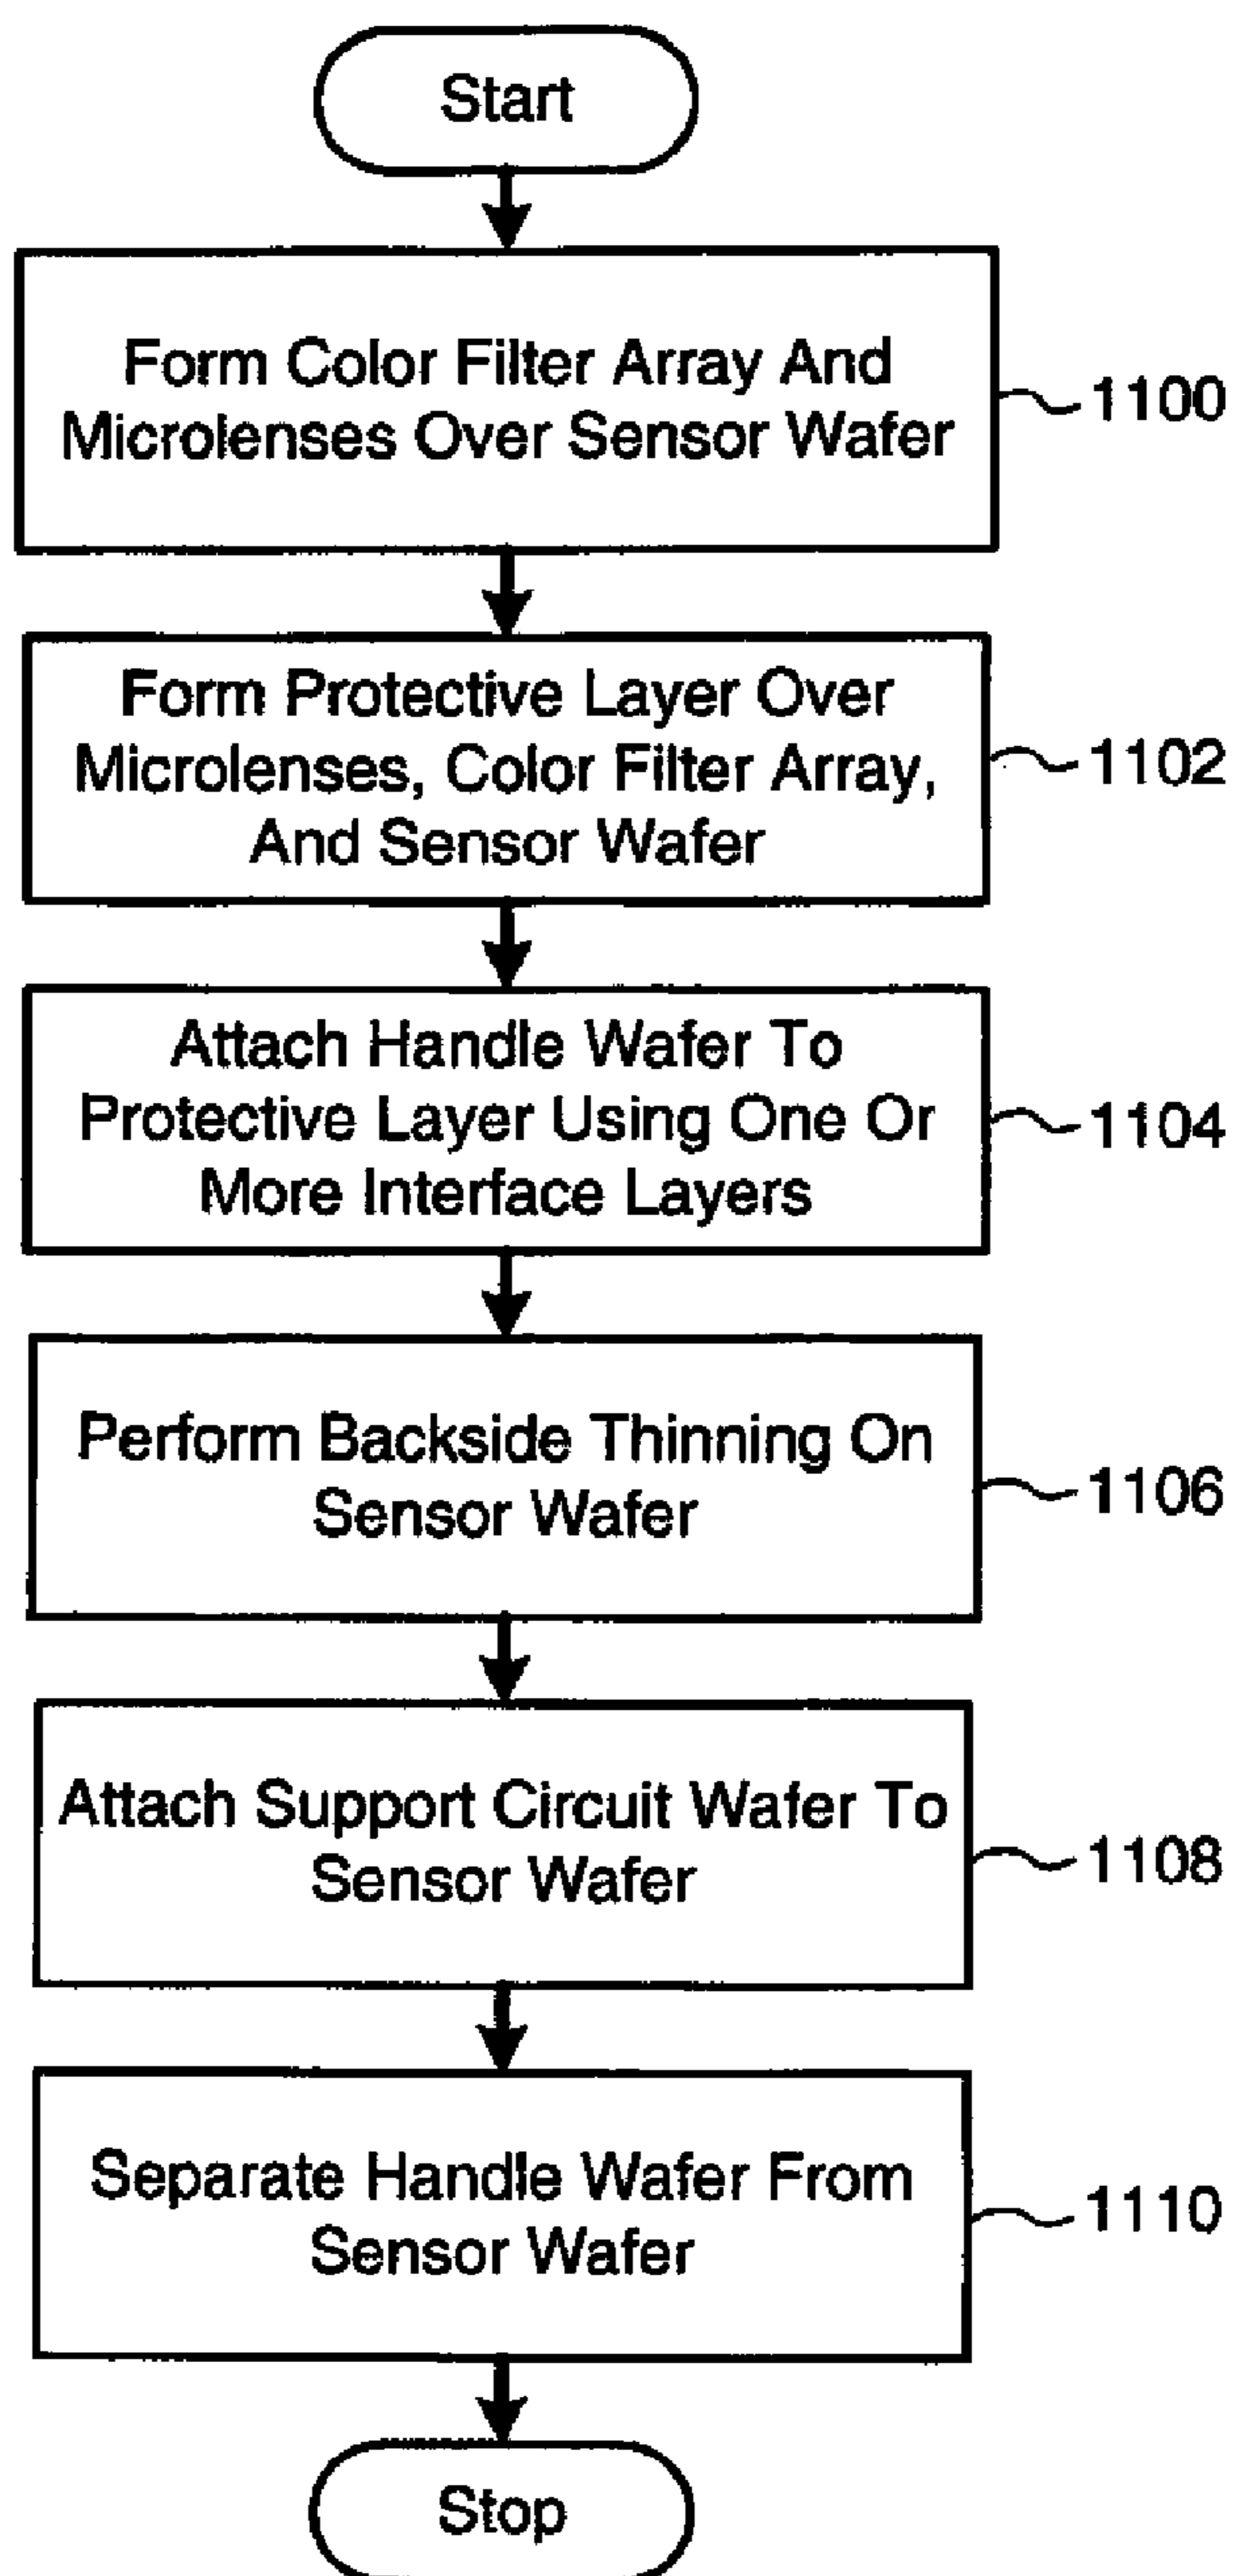 Start
Form Color Filter Array And
Microlenses Over Sensor Wafer
1100
Form Protective Layer Over
Microlenses, Color Filter Array,
And Sensor Wafer
1102
Attach Handle Wafer To
Protective Layer Using One Or
More Interface Layers
1104
Perform Backside Thinning On
Sensor Wafer
1106
Attach Support Circuit Wafer To
Sensor Wafer
1108
Separate Handle Wafer From
Sensor Wafer
1110
Stop